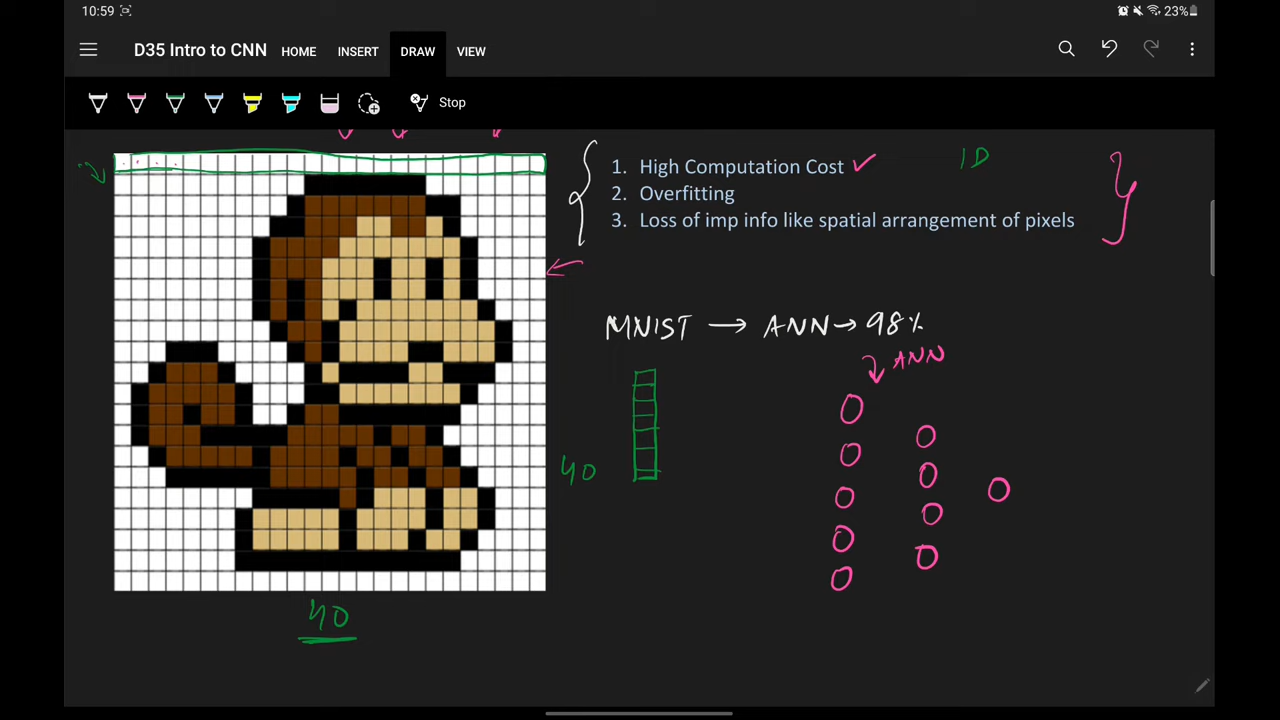 10:59
23%
D35 Intro to CNN HOME INSERT DRAW VIEW
Stop
1. High Computation Cost
1D
2. Overfitting
3. Loss of imp info like spatial arrangement of pixels
MNIST → ANN → 98%
ANN
40
40